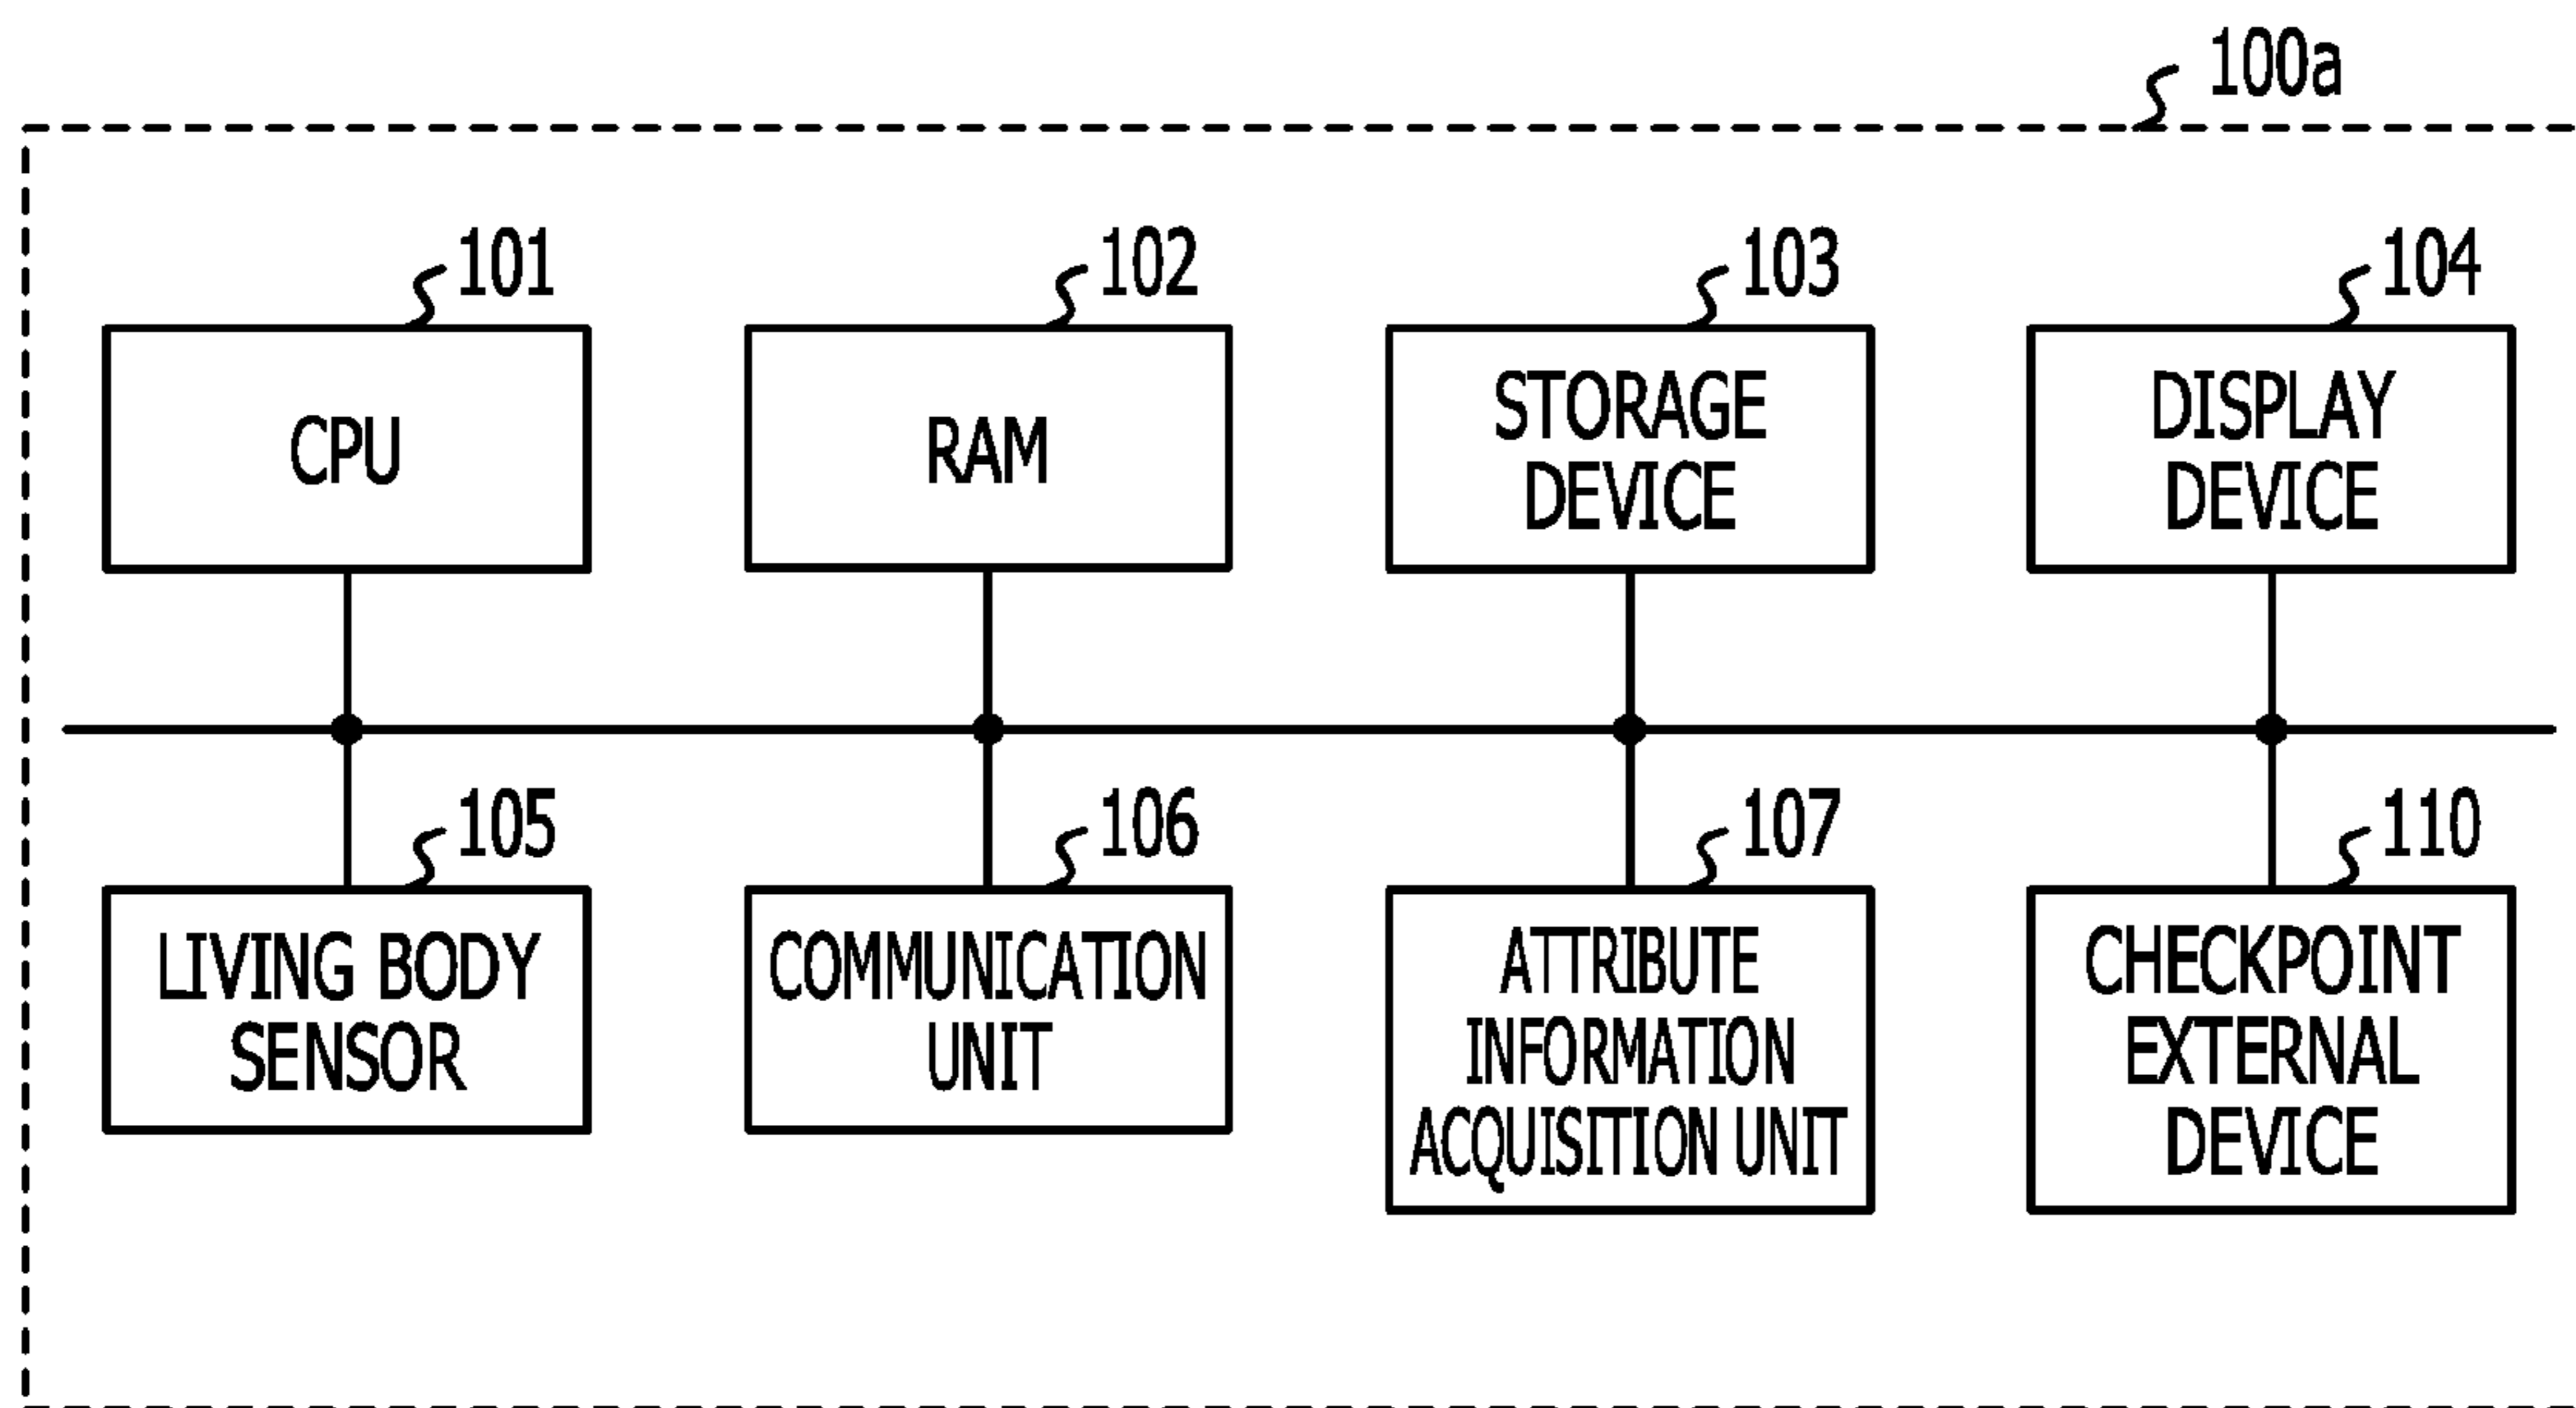 100a
101
102
103
104
CPU
RAM
STORAGE
DEVICE
DISPLAY
DEVICE
105
106
107
110
LIVING BODY
SENSOR
COMMUNICATION
UNIT
ATTRIBUTE
INFORMATION
ACQUISITION UNIT
CHECKPOINT
EXTERNAL
DEVICE